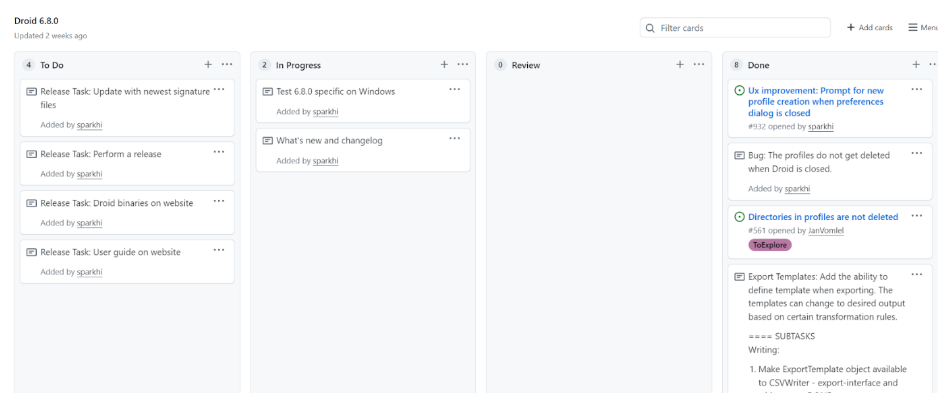 Droid 6.8.0
Updated 2 weeks ago
Filter cards
Add cards
Menu
4 To Do
Release Task: Update with newest signature
files
Added by sparkhi
Release Task: Perform a release
Added by sparkhi
Release Task: Droid binaries on website
Added by sparkhi
Release Task: User guide on website
Added by sparkhi
2 In Progress
Test 6.8.0 specific on Windows
Added by sparkhi
What's new and changelog
Added by sparkhi
0 Review
8 Done
Ux improvement: Prompt for new
profile creation when preferences
dialog is closed
#932 opened by sparkhi
Bug: The profiles do not get deleted
when Droid is closed.
Added by sparkhi
Directories in profiles are not deleted
#561 opened by JanVomlel
ToExplore
Export Templates: Add the ability to
define template when exporting. The
templates can change to desired output
based on certain transformation rules.
==== SUBTASKS
Writing:
1. Make ExportTemplate object available
to CSVWriter - export-interface and